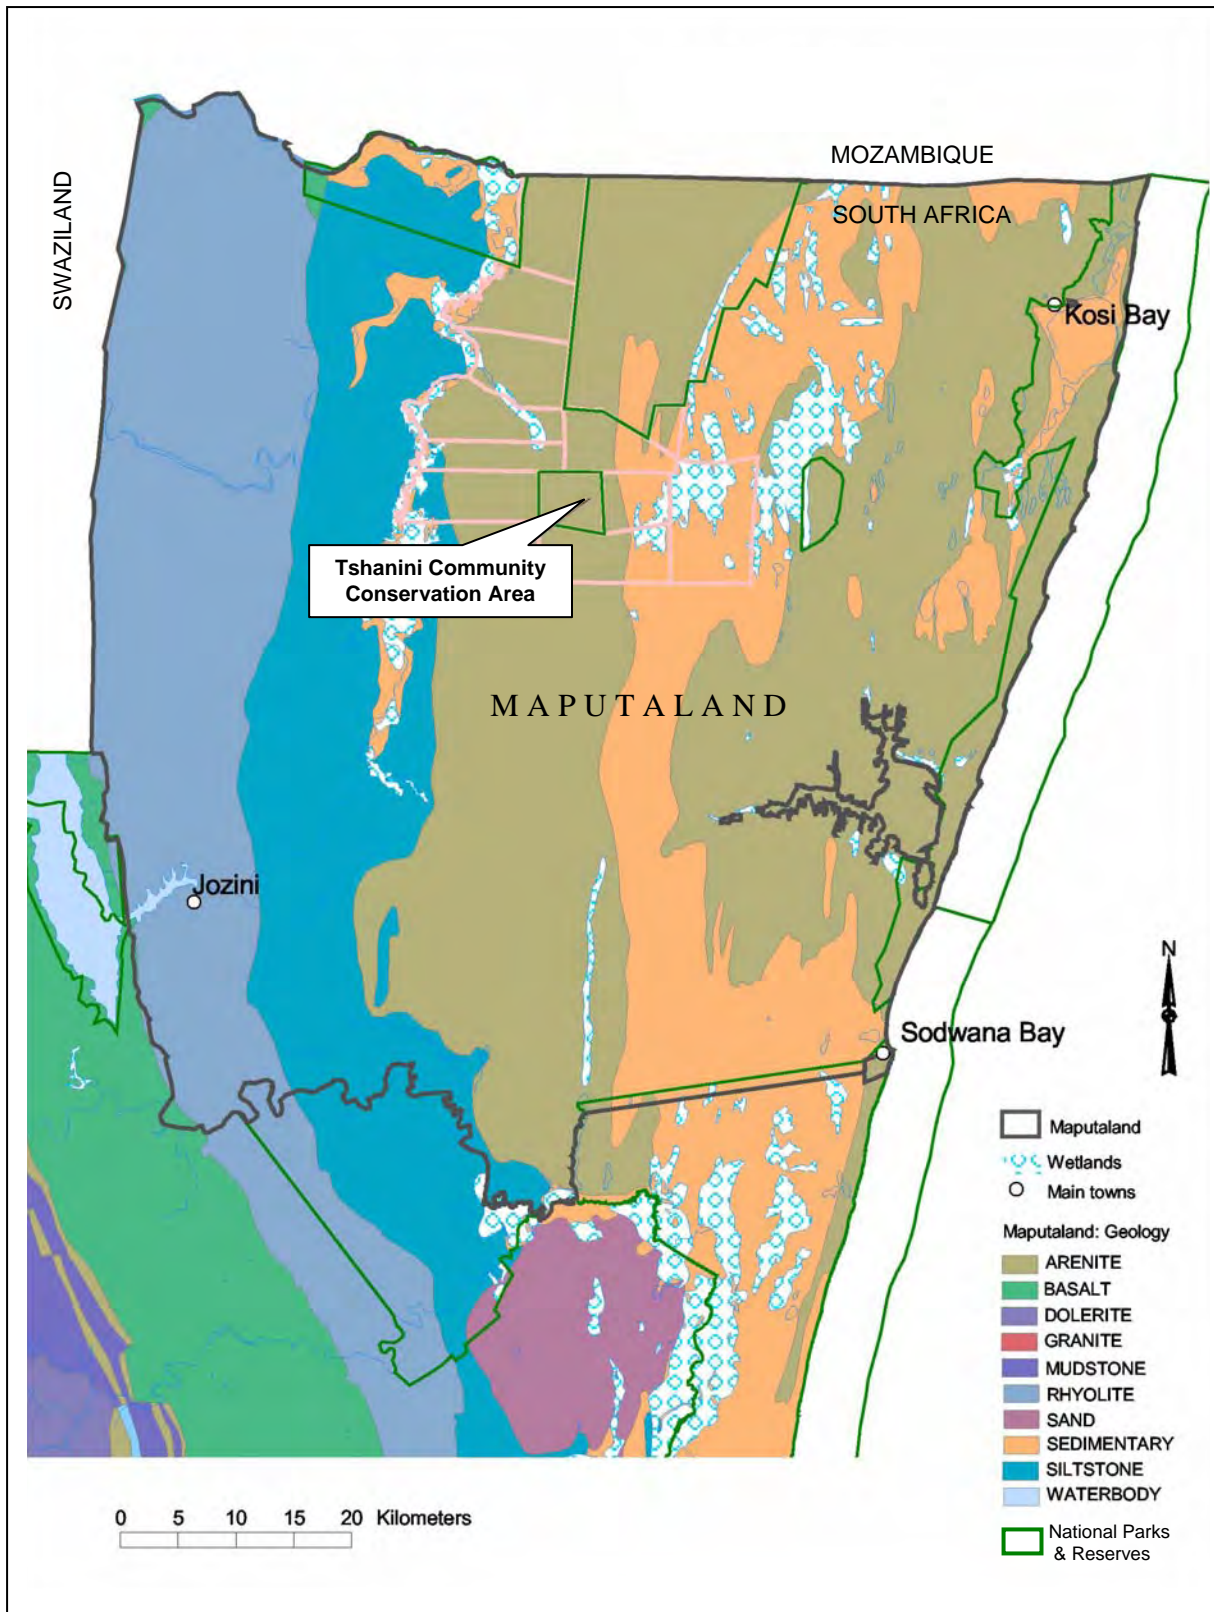 MOZAMBIQUE
SWAZILAND
SOUTH AFRICA
Kosi Bay
Tshanini Community
Conservation Area
MAPUTALAND
Jozini
N
Sodwana Bay
Maputaland
Wetlands
Main towns
Maputaland: Geology
ARENITE
BASALT
DOLERITE
GRANITE
MUDSTONE
RHYOLITE
SAND
SEDIMENTARY
SILTSTONE
WATERBODY
0 5 10 15 20 Kilometers
National Parks
& Reserves